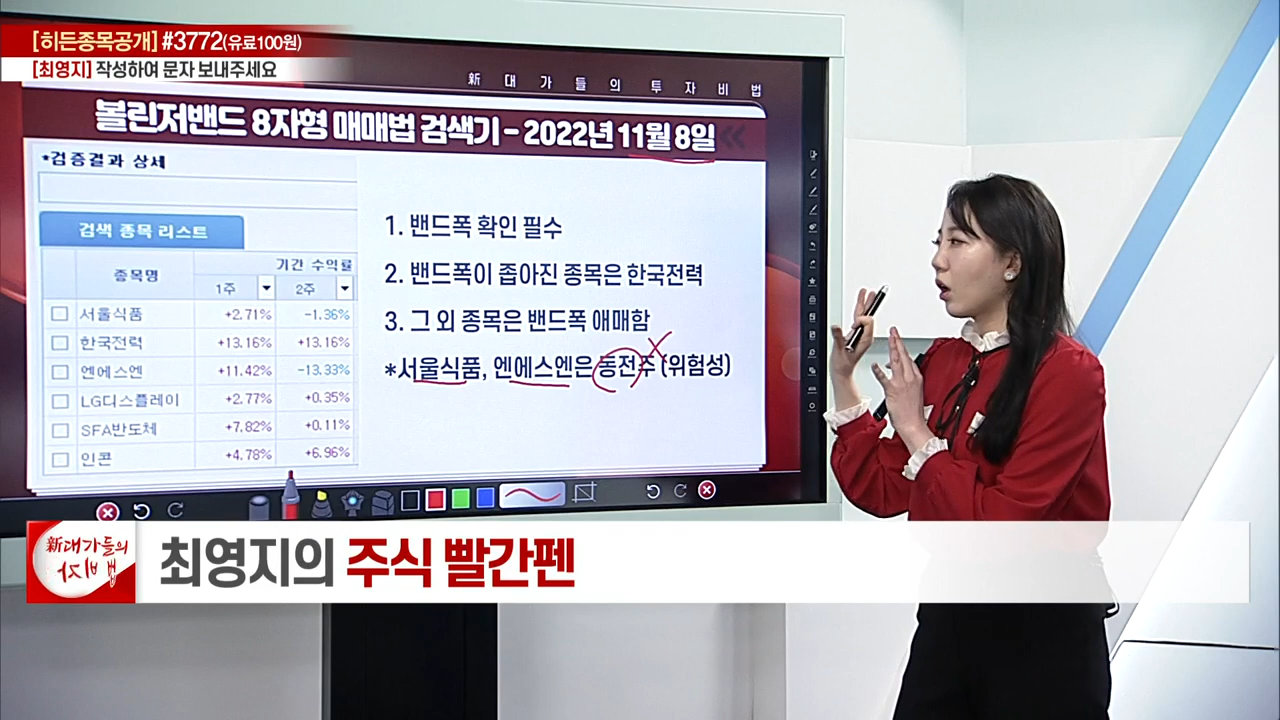 [히든종목공개] #3772(유료100원)
[최영지] 작성하여 문자 보내주세요
新 대가들의 투자비법
볼린저밴드 8자형 매매법 검색기 - 2022년 11월 8일
*검증결과 상세
검색 종목 리스트
종목명 기간 수익률
1주 2주
서울식품 +2.71% -1.36%
한국전력 +13.16% +13.16%
엔에스엔 +11.42% -13.33%
LG디스플레이 +2.77% +0.35%
SFA반도체 +7.82% +0.11%
인콘 +4.78% +6.96%
1. 밴드폭 확인 필수
2. 밴드폭이 좁아진 종목은 한국전력
3. 그 외 종목은 밴드폭 애매함
*서울식품, 엔에스엔은 동전주 (위험성)
新대가들의
최영지의 주식 빨간펜